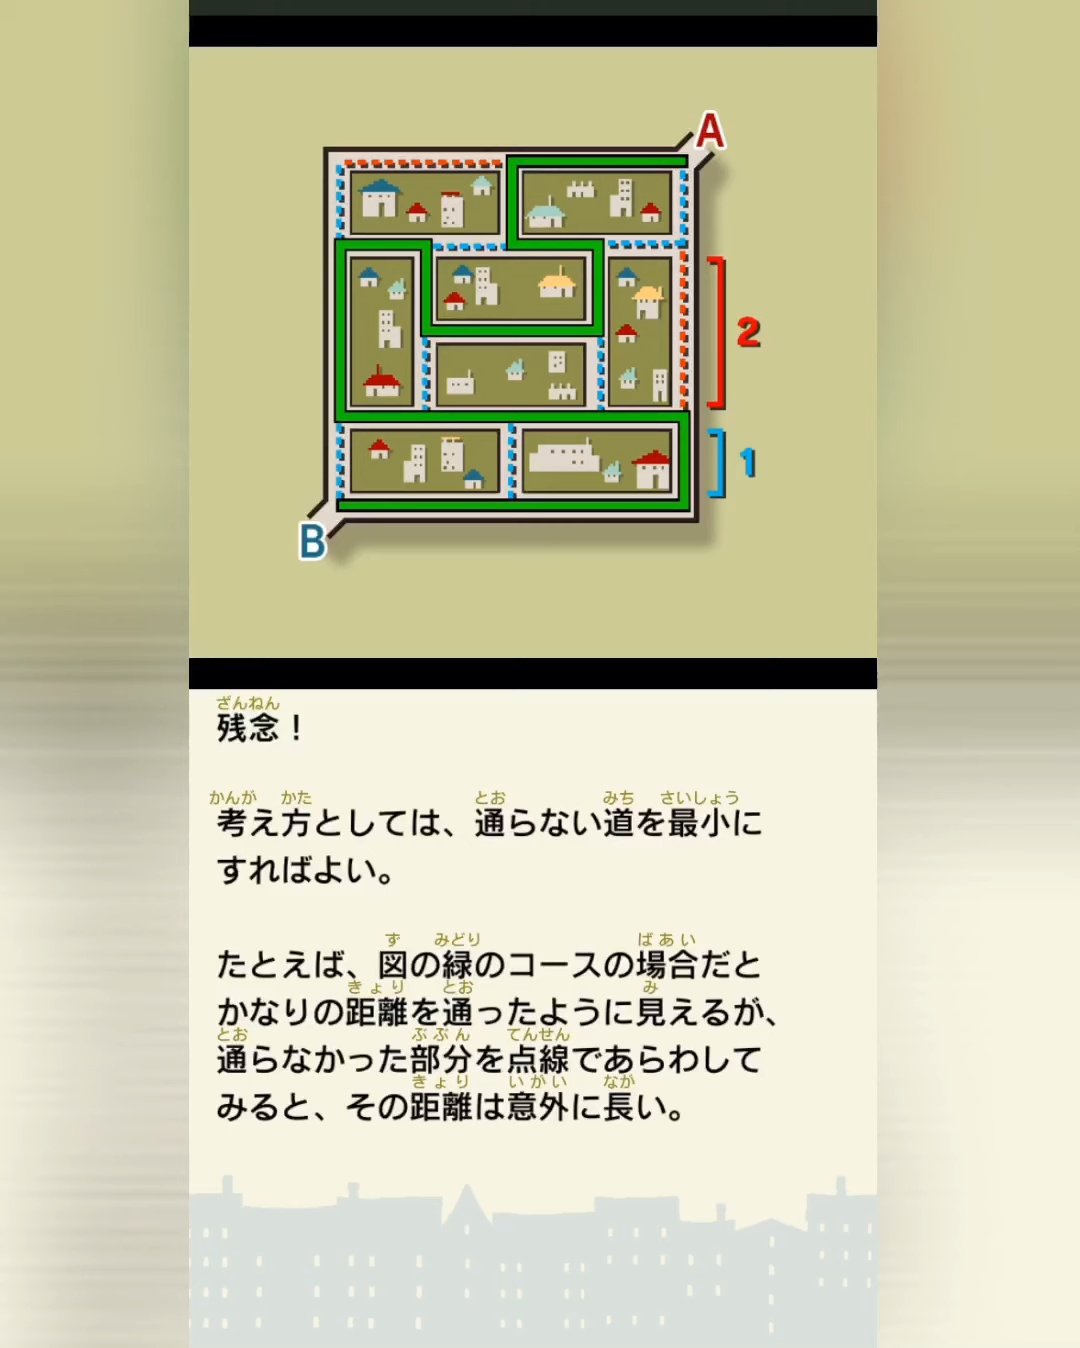 A
2
1
B
残念！
考え方としては、通らない道を最小に
すればよい。
たとえば、図の緑のコースの場合だと
かなりの距離を通ったように見えるが、
通らなかった部分を点線であらわして
みると、その距離は意外に長い。